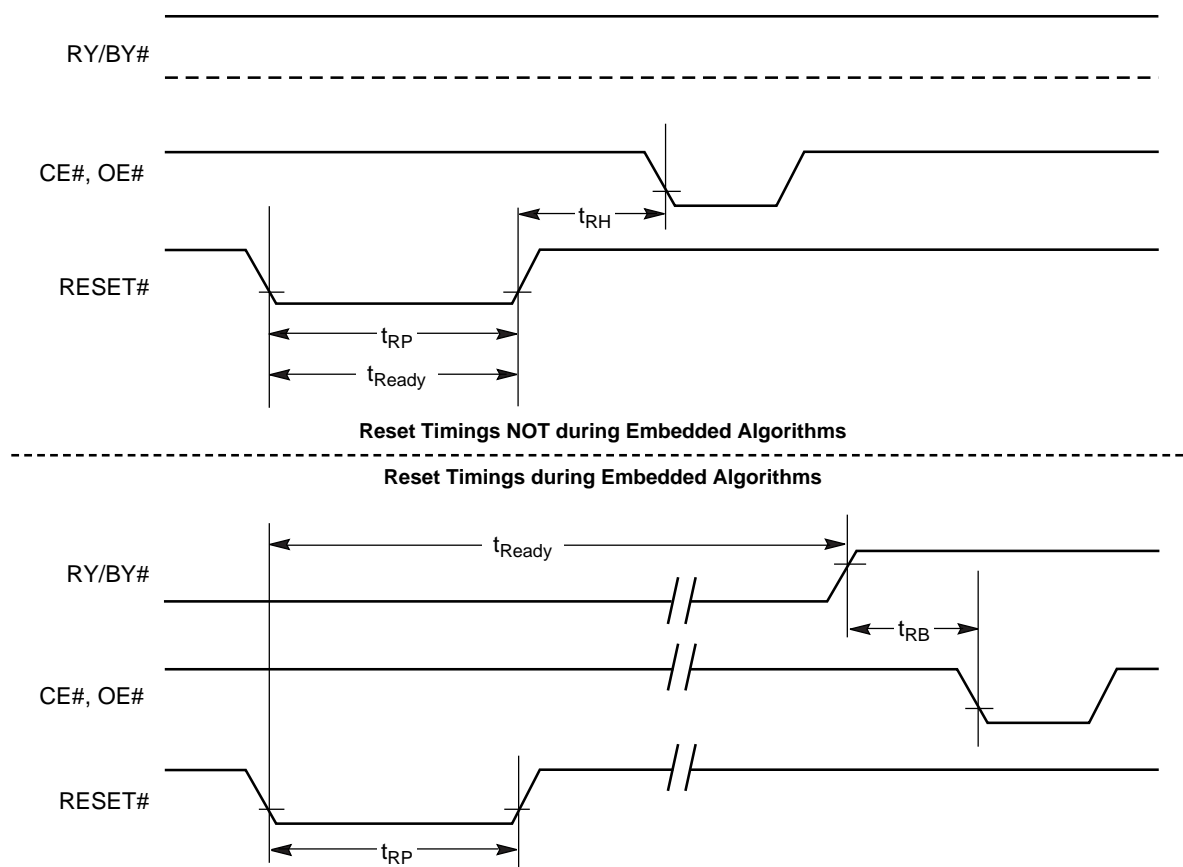 RY/BY#
CE#, OE#
tRH
RESET#
tRP
tReady
Reset Timings NOT during Embedded Algorithms
Reset Timings during Embedded Algorithms
tReady
RY/BY#
tRB
CE#, OE#
RESET#
tRP